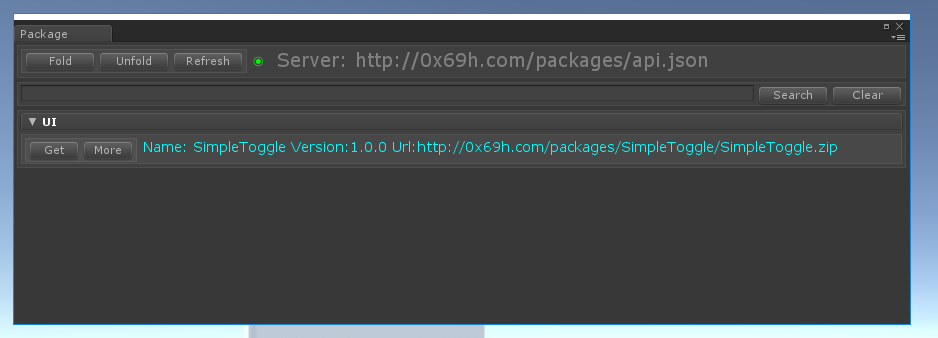 Package
Fold Unfold Refresh Server: http://0x69h.com/packages/api.json
Search Clear
UI
Get More Name: SimpleToggle Version:1.0.0 Url:http://0x69h.com/packages/SimpleToggle/SimpleToggle.zip